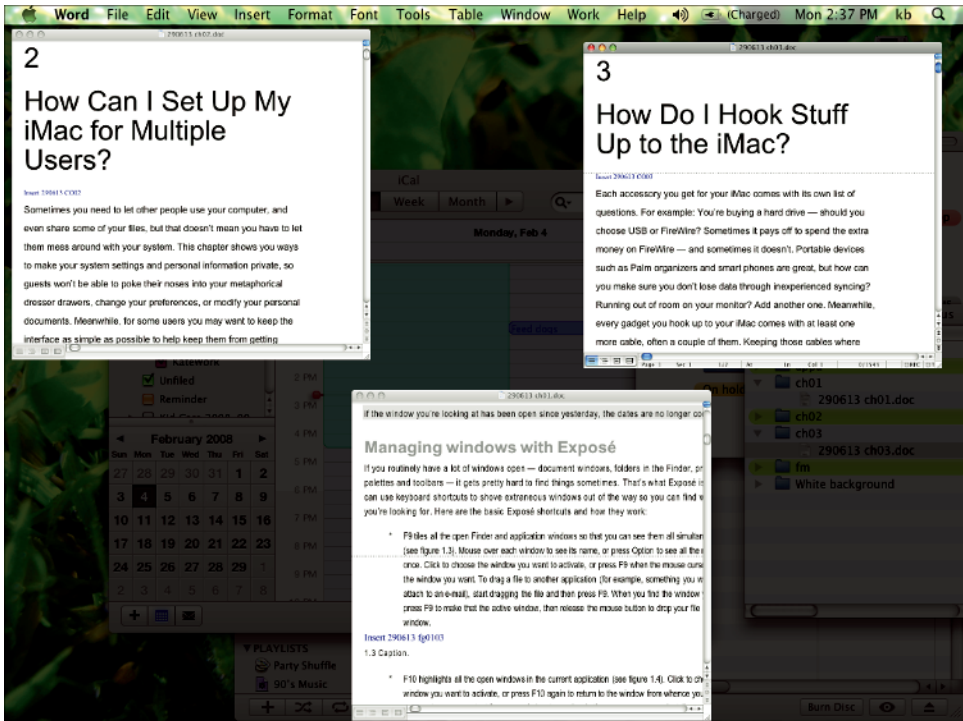 Word File Edit View Insert Format Font Tools Table Window Work Help (Charged) Mon 2:37 PM kb
290613 ch02.doc
2
How Can I Set Up My
iMac for Multiple
Users?
Insert 290613 CO02
Sometimes you need to let other people use your computer, and
even share some of your files, but that doesn't mean you have to let
them mess around with your system. This chapter shows you ways
to make your system settings and personal information private, so
guests won't be able to poke their noses into your metaphorical
dresser drawers, change your preferences, or modify your personal
documents. Meanwhile, for some users you may want to keep the
interface as simple as possible to help keep them from getting
290613 ch03.doc
3
How Do I Hook Stuff
Up to the iMac?
Insert 290613 CO03
Each accessory you get for your iMac comes with its own list of
questions. For example: You're buying a hard drive — should you
choose USB or FireWire? Sometimes it pays off to spend the extra
money on FireWire — and sometimes it doesn't. Portable devices
such as Palm organizers and smart phones are great, but how can
you make sure you don't lose data through inexperienced syncing?
Running out of room on your monitor? Add another one. Meanwhile,
every gadget you hook up to your iMac comes with at least one
more cable, often a couple of them. Keeping those cables where
Page 1 Sec 1 1/7 At Ln Col 1
iCal
Week Month
Monday, Feb 4
Feed dogs
KateWork
Unfiled
Reminder
2 PM
3 PM
4 PM
5 PM
6 PM
7 PM
8 PM
9 PM
February 2008
Sun Mon Tue Wed Thu Fri Sat
27 28 29 30 31 1 2
3 4 5 6 7 8 9
10 11 12 13 14 15 16
17 18 19 20 21 22 23
24 25 26 27 28 29 1
2 3 4 5 6 7 8
On hold
ch01
290613 ch01.doc
ch02
ch03
290613 ch03.doc
fm
White background
290613 ch01.doc
if the window you're looking at has been open since yesterday, the dates are no longer
Managing windows with Exposé
If you routinely have a lot of windows open — document windows, folders in the Finder,
palettes and toolbars — it gets pretty hard to find things sometimes. That's what Exposé
can use keyboard shortcuts to shove extraneous windows out of the way so you can find
you're looking for. Here are the basic Exposé shortcuts and how they work:
* F9 tiles all the open Finder and application windows so that you can see them all
(see figure 1.3). Mouse over each window to see its name, or press Option to see all the
once. Click to choose the window you want to activate, or press F9 when the mouse
the window you want. To drag a file to another application (for example, something you
attach to an e-mail), start dragging the file and then press F9. When you find the window
press F9 to make that the active window, then release the mouse button to drop your file
window.
Insert 290613 fg0103
1.3 Caption.
* F10 highlights all the open windows in the current application (see figure 1.4). Click to
window you want to activate, or press F10 again to return to the window from whence
PLAYLISTS
Party Shuffle
90's Music
Burn Disc